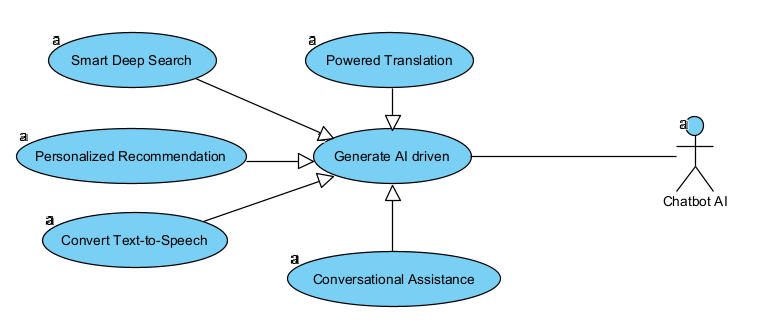 a
Smart Deep Search
a
Powered Translation
a
Personalized Recommendation
Generate AI driven
a
Chatbot AI
a
Convert Text-to-Speech
a
Conversational Assistance